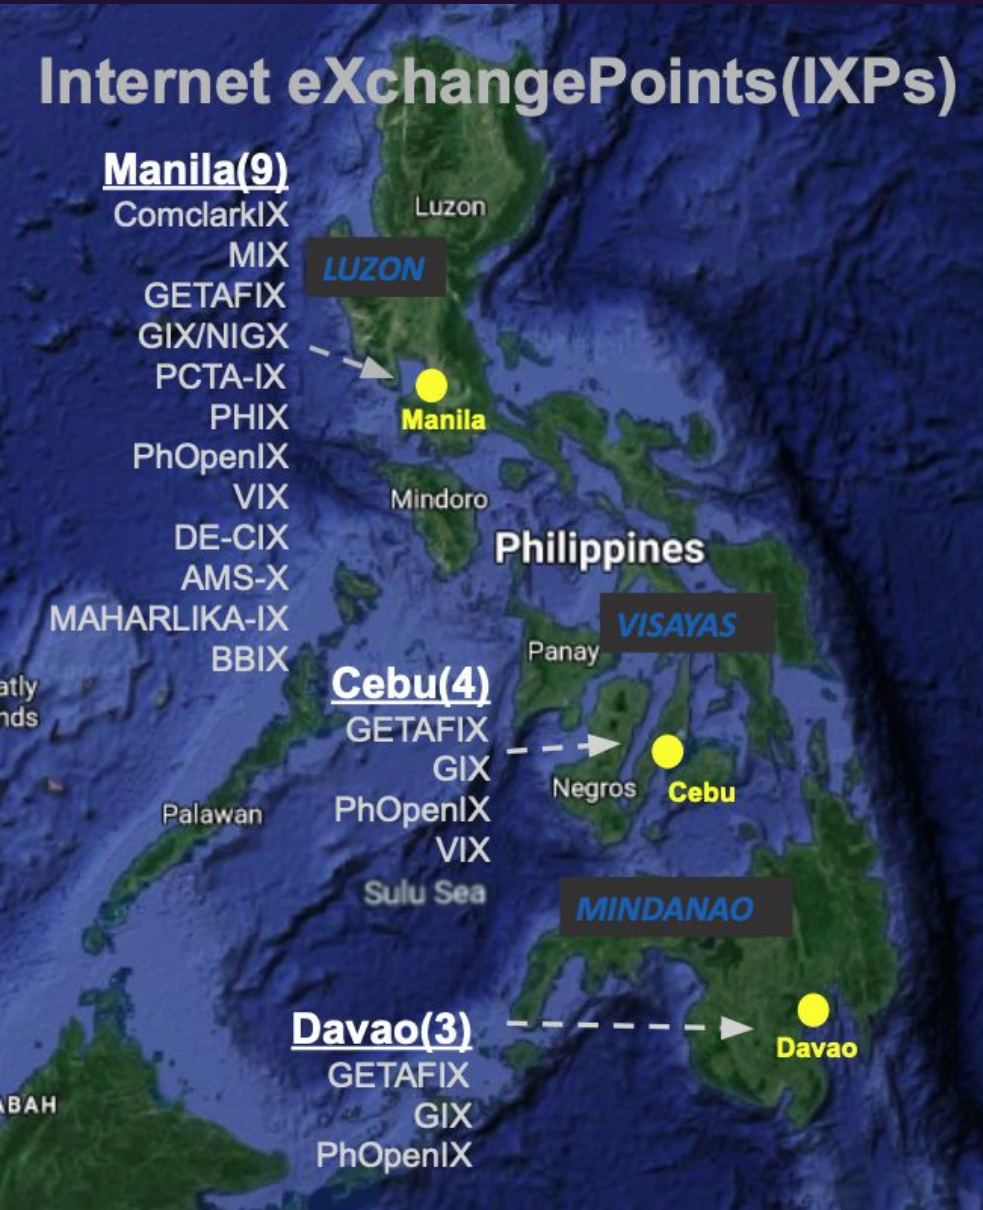 Internet eXchangePoints(IXPs)
Manila(9)
ComclarkIX
MIX
GETAFIX
GIX/NIGX
PCTA-IX
PHIX
PhOpenIX
VIX
DE-CIX
AMS-X
MAHARLIKA-IX
BBIX
Luzon
LUZON
Manila
Mindoro
Philippines
VISAYAS
Panay
atly
nds
Cebu(4)
GETAFIX
GIX
PhOpenIX
VIX
Negros
Cebu
Palawan
Sulu Sea
MINDANAO
Davao(3)
GETAFIX
GIX
PhOpenIX
Davao
ABAH